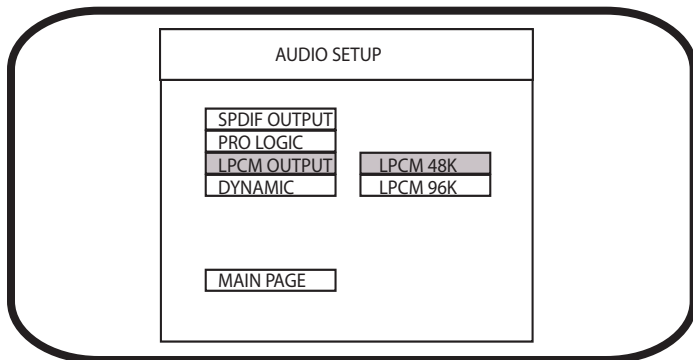 AUDIO SETUP
SPDIF OUTPUT
PRO LOGIC
LPCM OUTPUT LPCM 48K
DYNAMIC LPCM 96K
MAIN PAGE